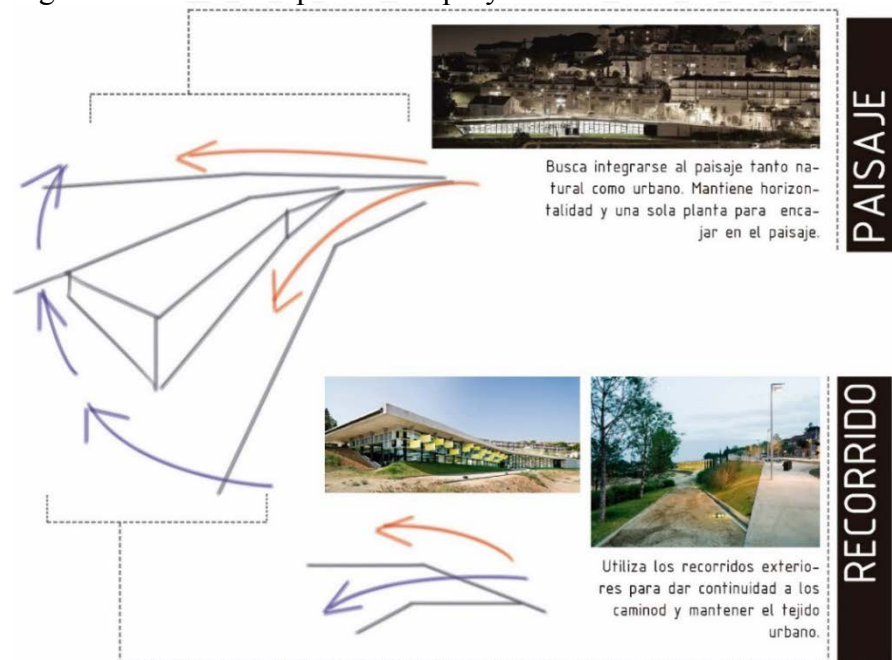 PAISAJE
Busca integrarse al paisaje tanto na-
tural como urbano. Mantiene horizon-
talidad y una sola planta para enca-
jar en el paisaje.
RECORRIDO
Utiliza los recorridos exterio-
res para dar continuidad a los
caminod y mantener el tejido
urbano.